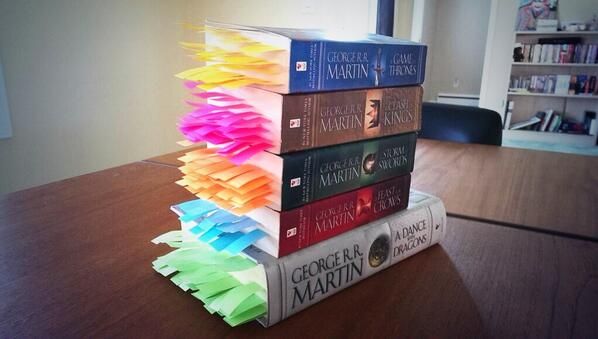 GEORGE R.R.
MARTIN
A GAME OF
THRONES
GEORGE R.R.
MARTIN
A CLASH OF
KINGS
GEORGE R.R.
MARTIN
A STORM OF
SWORDS
GEORGE R.R.
MARTIN
A FEAST FOR
CROWS
GEORGE R.R.
MARTIN
A DANCE
WITH
DRAGONS